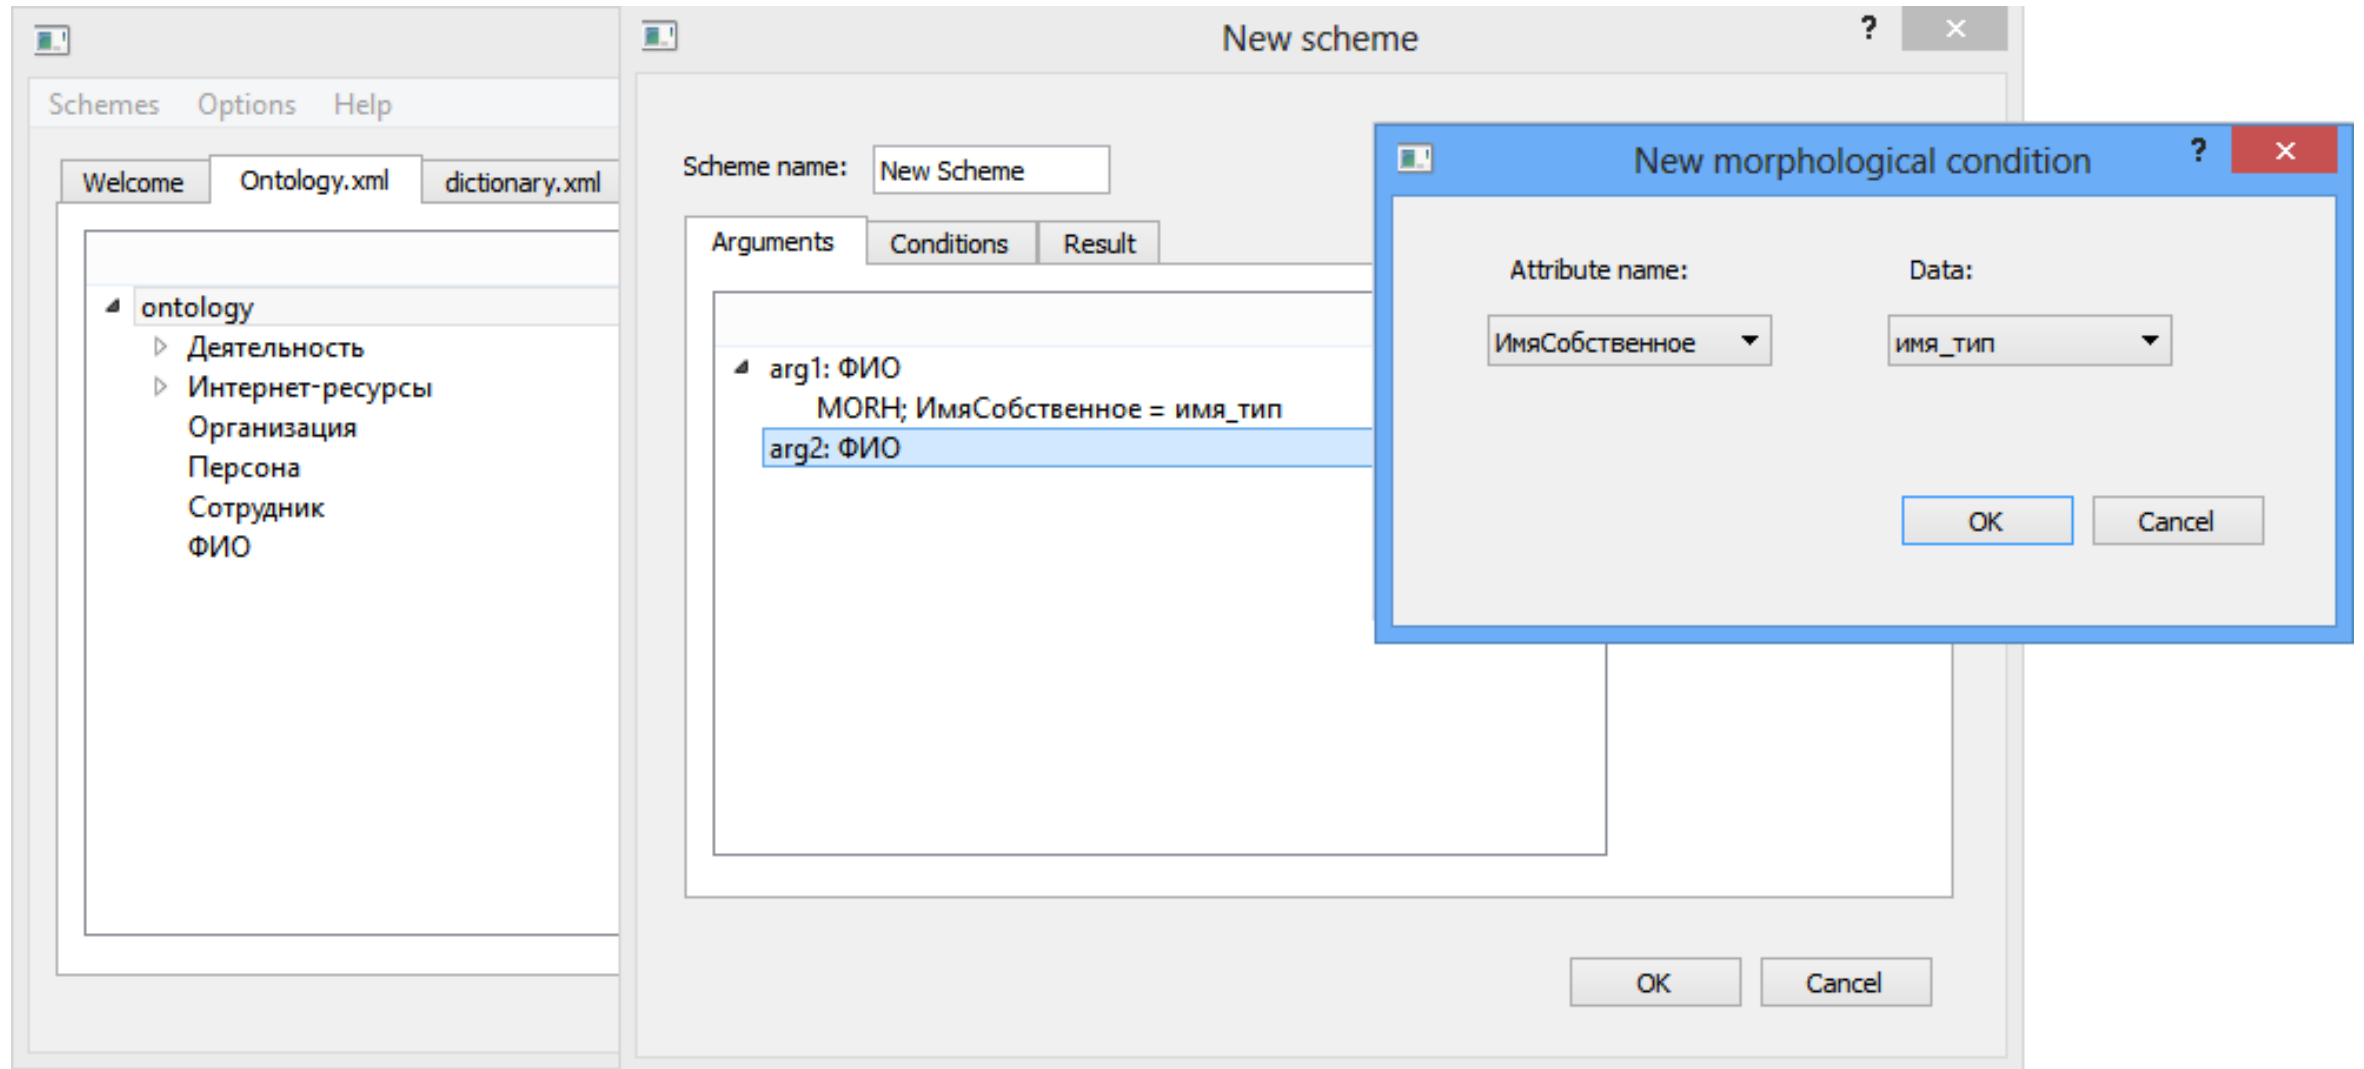 Schemes Options Help
Welcome Ontology.xml dictionary.xml
ontology
Деятельность
Интернет-ресурсы
Организация
Персона
Сотрудник
ФИО
New scheme ? ×
Scheme name: New Scheme
Arguments Conditions Result
arg1: ФИО
MORH; ИмяСобственное = имя_тип
arg2: ФИО
OK Cancel
New morphological condition ? ×
Attribute name: Data:
ИмяСобственное имя_тип
OK Cancel